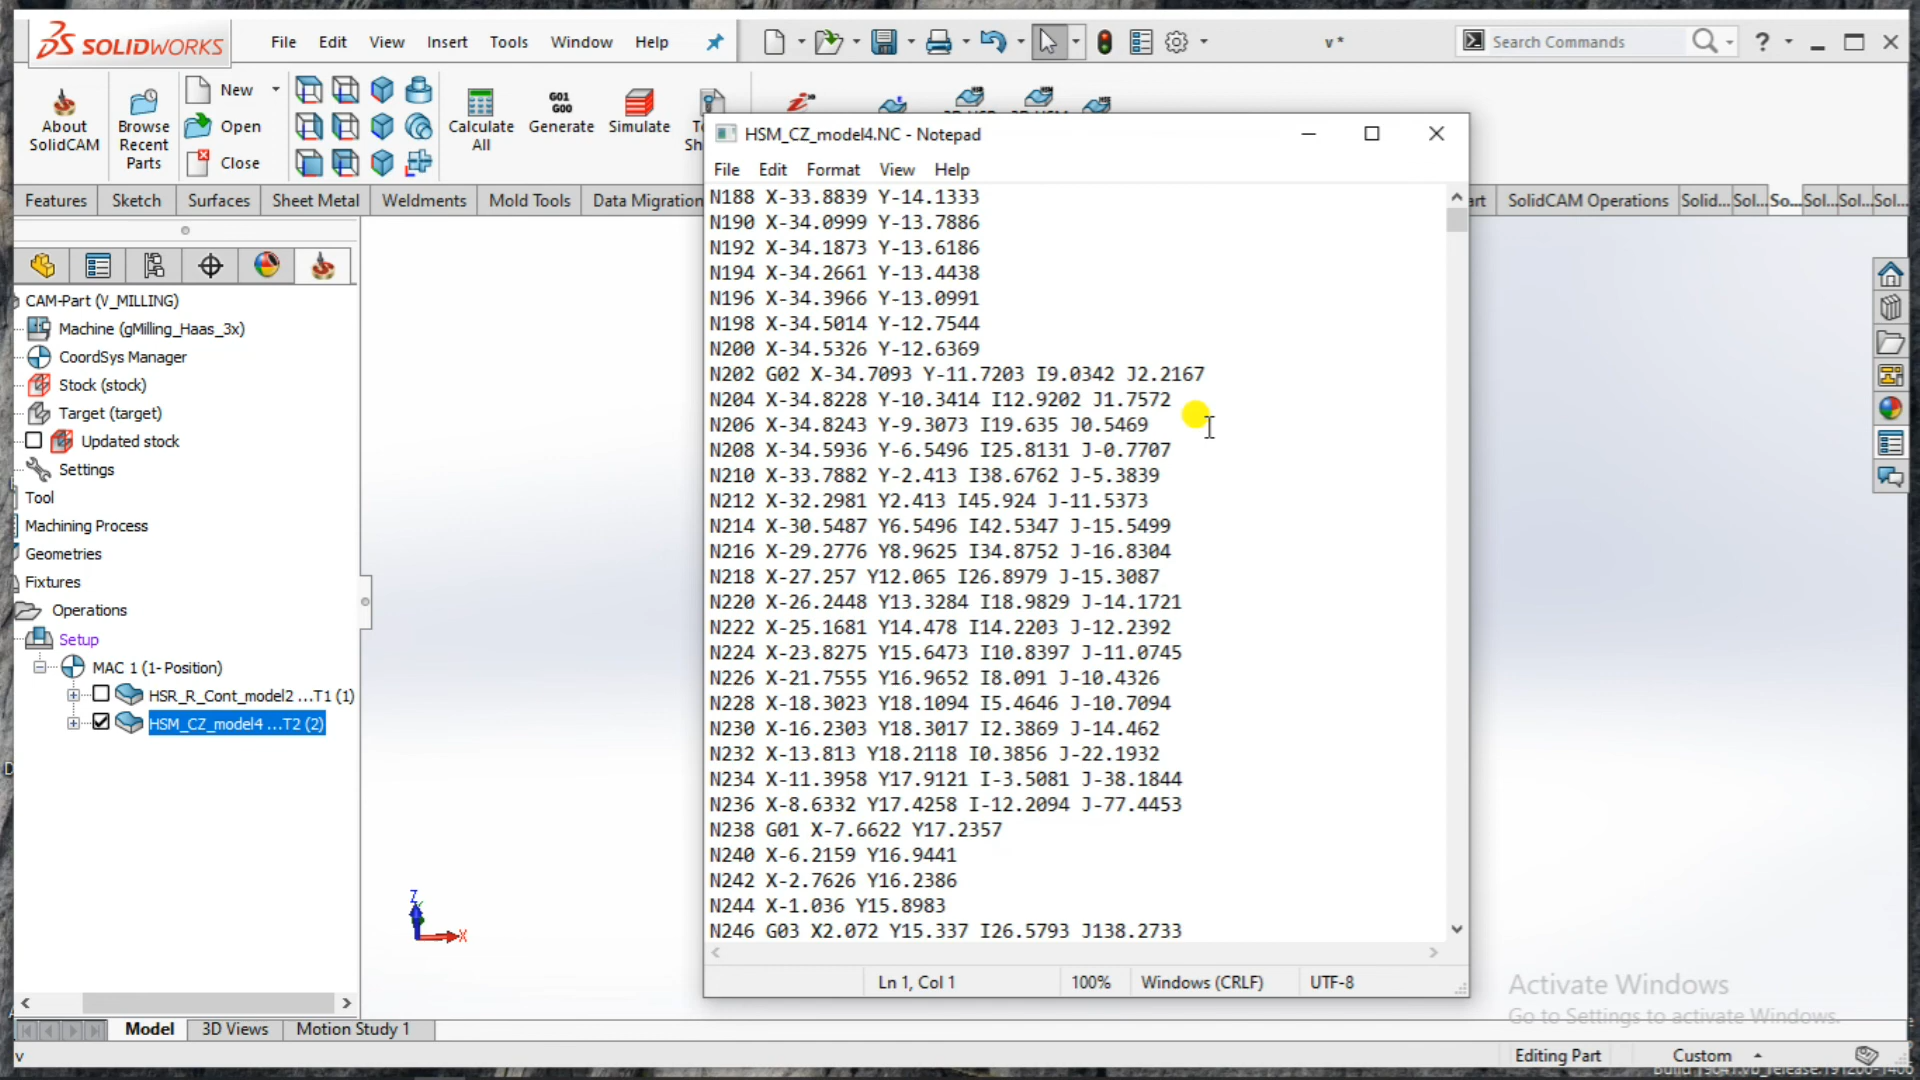 SOLIDWORKS
File Edit View Insert Tools Window Help
v *
Search Commands
About SolidCAM
Browse Recent Parts
New
Open
Close
Calculate All
G01 G00
Generate
Simulate
Features Sketch Surfaces Sheet Metal Weldments Mold Tools Data Migration
SolidCAM Operations Solid... Sol... So... Sol... Sol... Sol...
HSM_CZ_model4.NC - Notepad
File Edit Format View Help
N188 X-33.8839 Y-14.1333
N190 X-34.0999 Y-13.7886
N192 X-34.1873 Y-13.6186
N194 X-34.2661 Y-13.4438
N196 X-34.3966 Y-13.0991
N198 X-34.5014 Y-12.7544
N200 X-34.5326 Y-12.6369
N202 G02 X-34.7093 Y-11.7203 I9.0342 J2.2167
N204 X-34.8228 Y-10.3414 I12.9202 J1.7572
N206 X-34.8243 Y-9.3073 I19.635 J0.5469
N208 X-34.5936 Y-6.5496 I25.8131 J-0.7707
N210 X-33.7882 Y-2.413 I38.6762 J-5.3839
N212 X-32.2981 Y2.413 I45.924 J-11.5373
N214 X-30.5487 Y6.5496 I42.5347 J-15.5499
N216 X-29.2776 Y8.9625 I34.8752 J-16.8304
N218 X-27.257 Y12.065 I26.8979 J-15.3087
N220 X-26.2448 Y13.3284 I18.9829 J-14.1721
N222 X-25.1681 Y14.478 I14.2203 J-12.2392
N224 X-23.8275 Y15.6473 I10.8397 J-11.0745
N226 X-21.7555 Y16.9652 I8.091 J-10.4326
N228 X-18.3023 Y18.1094 I5.4646 J-10.7094
N230 X-16.2303 Y18.3017 I2.3869 J-14.462
N232 X-13.813 Y18.2118 I0.3856 J-22.1932
N234 X-11.3958 Y17.9121 I-3.5081 J-38.1844
N236 X-8.6332 Y17.4258 I-12.2094 J-77.4453
N238 G01 X-7.6622 Y17.2357
N240 X-6.2159 Y16.9441
N242 X-2.7626 Y16.2386
N244 X-1.036 Y15.8983
N246 G03 X2.072 Y15.337 I26.5793 J138.2733
Ln 1, Col 1 100% Windows (CRLF) UTF-8
CAM-Part (V_MILLING)
Machine (gMilling_Haas_3x)
CoordSys Manager
Stock (stock)
Target (target)
Updated stock
Settings
Tool
Machining Process
Geometries
Fixtures
Operations
Setup
MAC 1 (1- Position)
HSR_R_Cont_model2 ...T1 (1)
HSM_CZ_model4 ...T2 (2)
Z
X
Activate Windows
Go to Settings to activate Windows.
Model 3D Views Motion Study 1
v
Editing Part Custom